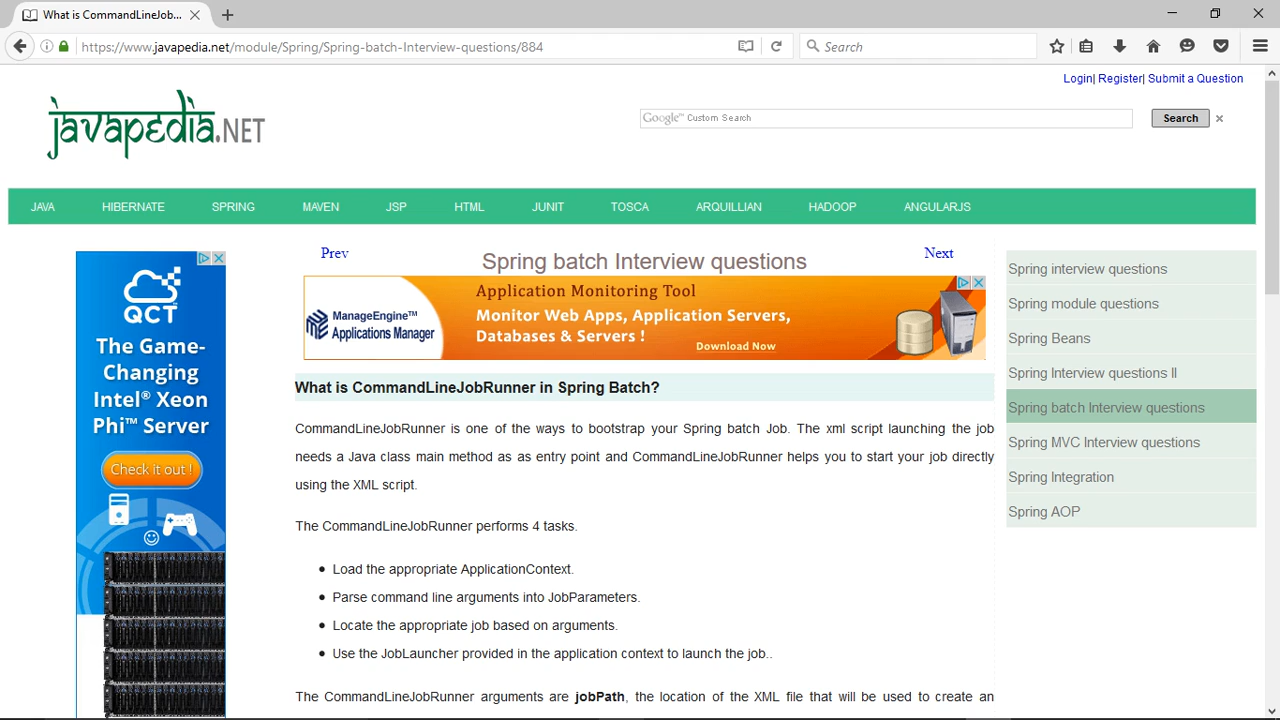 What is CommandLineJob...
https://www.javapedia.net/module/Spring/Spring-batch-Interview-questions/884
Search
Login| Register| Submit a Question
javapedia.NET
Google™ Custom Search
Search
JAVA HIBERNATE SPRING MAVEN JSP HTML JUNIT TOSCA ARQUILLIAN HADOOP ANGULARJS
Prev
Spring batch Interview questions
Next
QCT
The Game-
Changing
Intel® Xeon
Phi™ Server
Check it out !
ManageEngine™
Applications Manager
Application Monitoring Tool
Monitor Web Apps, Application Servers,
Databases & Servers !
Download Now
What is CommandLineJobRunner in Spring Batch?
CommandLineJobRunner is one of the ways to bootstrap your Spring batch Job. The xml script launching the job
needs a Java class main method as as entry point and CommandLineJobRunner helps you to start your job directly
using the XML script.
The CommandLineJobRunner performs 4 tasks.
• Load the appropriate ApplicationContext.
• Parse command line arguments into JobParameters.
• Locate the appropriate job based on arguments.
• Use the JobLauncher provided in the application context to launch the job..
The CommandLineJobRunner arguments are jobPath, the location of the XML file that will be used to create an
Spring interview questions
Spring module questions
Spring Beans
Spring Interview questions II
Spring batch Interview questions
Spring MVC Interview questions
Spring Integration
Spring AOP